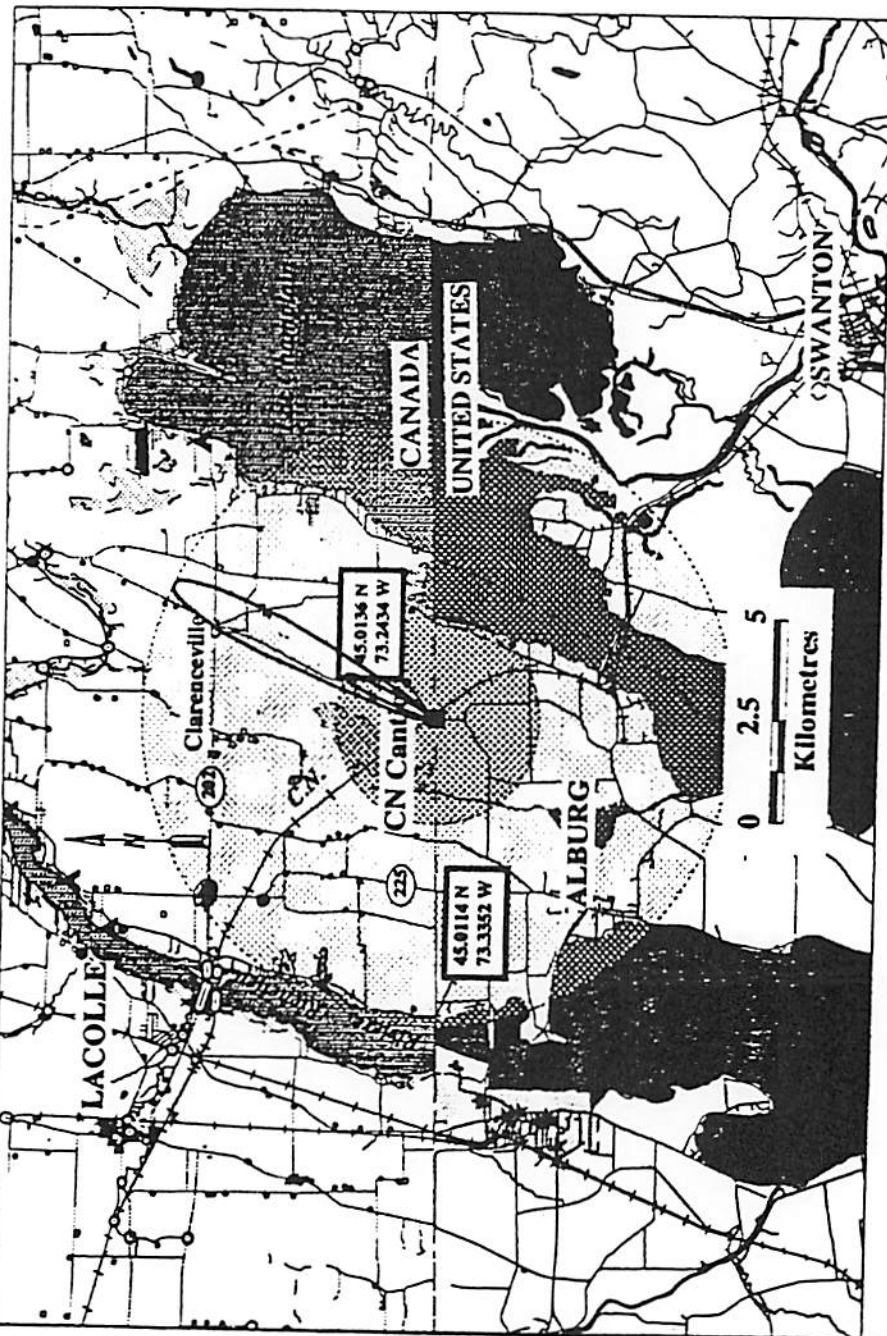 LACOLLE
N
202
Clarenceville
C.N.
225
CN Cant
45.0136 N
73.2434 W
CANADA
UNITED STATES
45.0114 N
73.3352 W
ALBURG
SWANTON
0 2.5 5
Kilometres